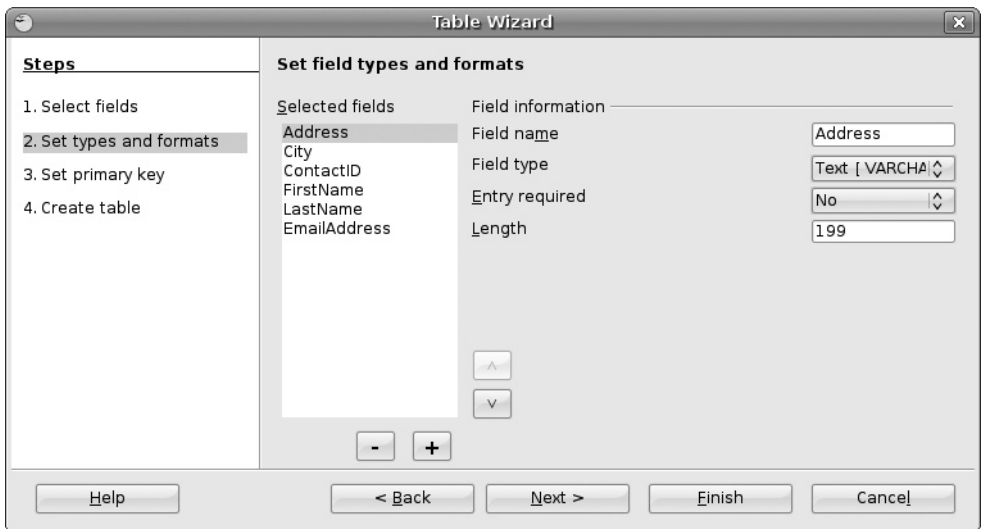 Table Wizard
Steps
1. Select fields
2. Set types and formats
3. Set primary key
4. Create table
Set field types and formats
Selected fields
Address
City
ContactID
FirstName
LastName
EmailAddress
- +
Field information
Field name Address
Field type Text [ VARCHA
Entry required No
Length 199
Help < Back Next > Finish Cancel